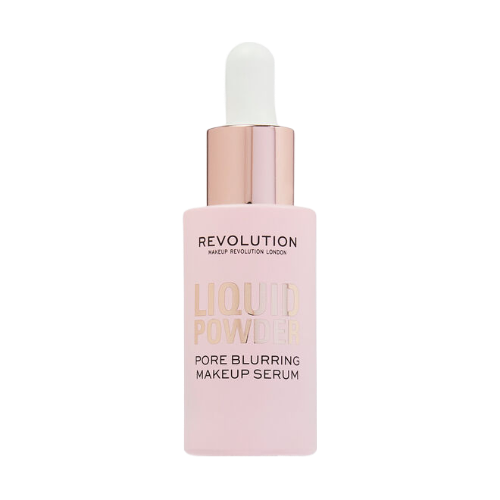 REVOLUTION
MAKEUP REVOLUTION LONDON
LIQUID
POWDER
PORE BLURRING
MAKEUP SERUM